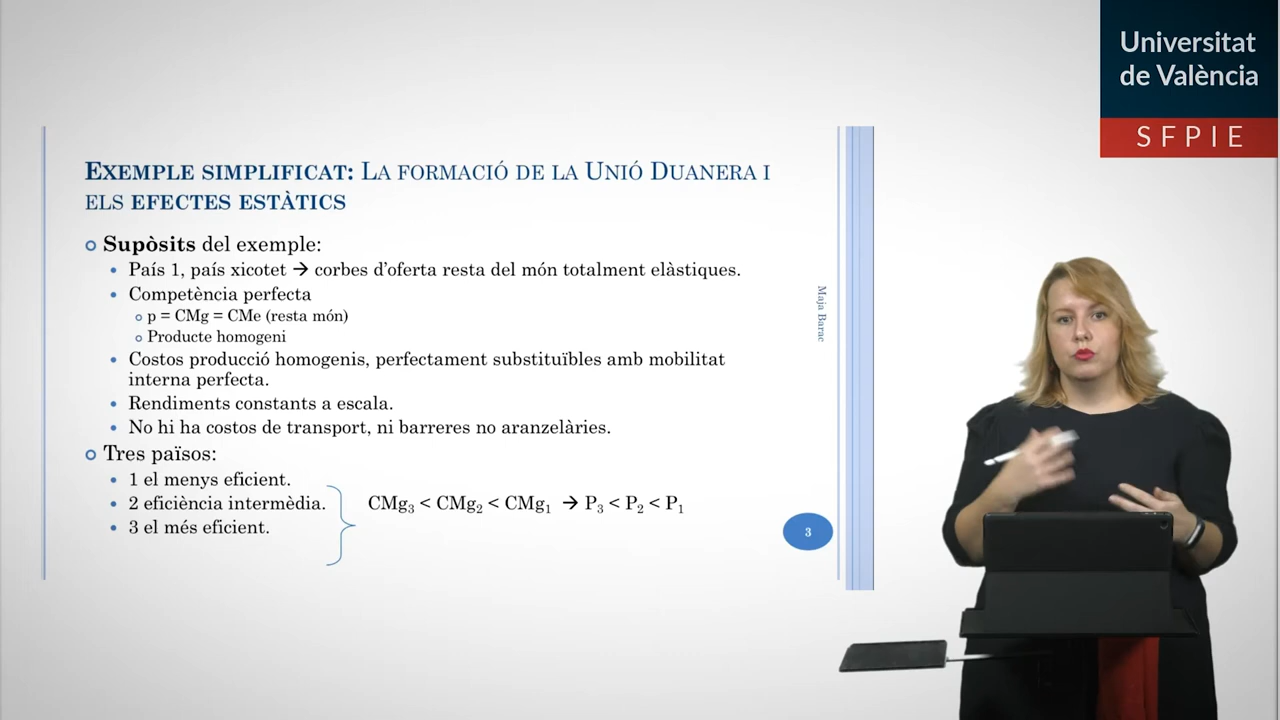 Universitat
de València
SFPIE
EXEMPLE SIMPLIFICAT: LA FORMACIÓ DE LA UNIÓ DUANERA I
ELS EFECTES ESTÀTICS
Supòsits del exemple:
País 1, país xicotet → corbes d'oferta resta del món totalment elàstiques.
Competència perfecta
p = CMg = CMe (resta món)
Producte homogeni
Costos producció homogenis, perfectament substituïbles amb mobilitat
interna perfecta.
Rendiments constants a escala.
No hi ha costos de transport, ni barreres no aranzelàries.
Tres països:
1 el menys eficient.
2 eficiència intermèdia.
3 el més eficient.
CMg₃ < CMg₂ < CMg₁ → P₃ < P₂ < P₁
Maja Barac
3